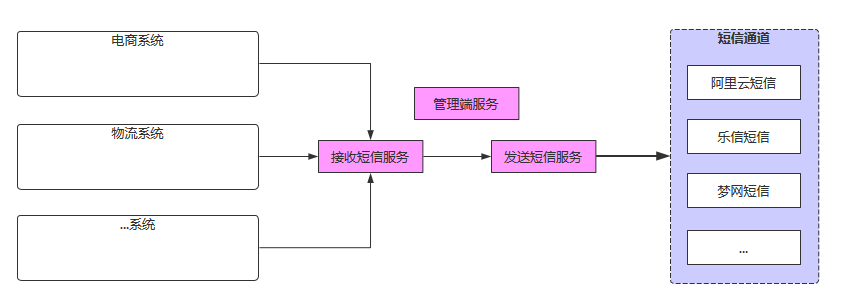 电商系统
物流系统
...系统
管理端服务
接收短信服务
发送短信服务
短信通道
阿里云短信
乐信短信
梦网短信
...